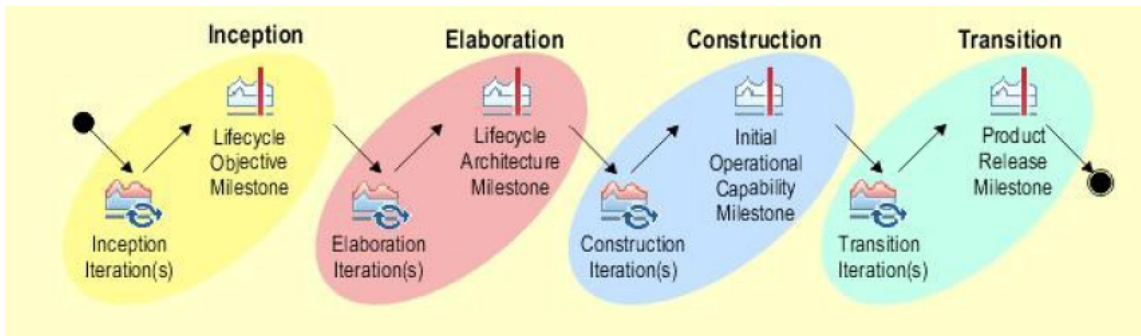 Inception
Elaboration
Construction
Transition
Lifecycle
Objective
Milestone
Inception
Iteration(s)
Lifecycle
Architecture
Milestone
Elaboration
Iteration(s)
Initial
Operational
Capability
Milestone
Construction
Iteration(s)
Product
Release
Milestone
Transition
Iteration(s)